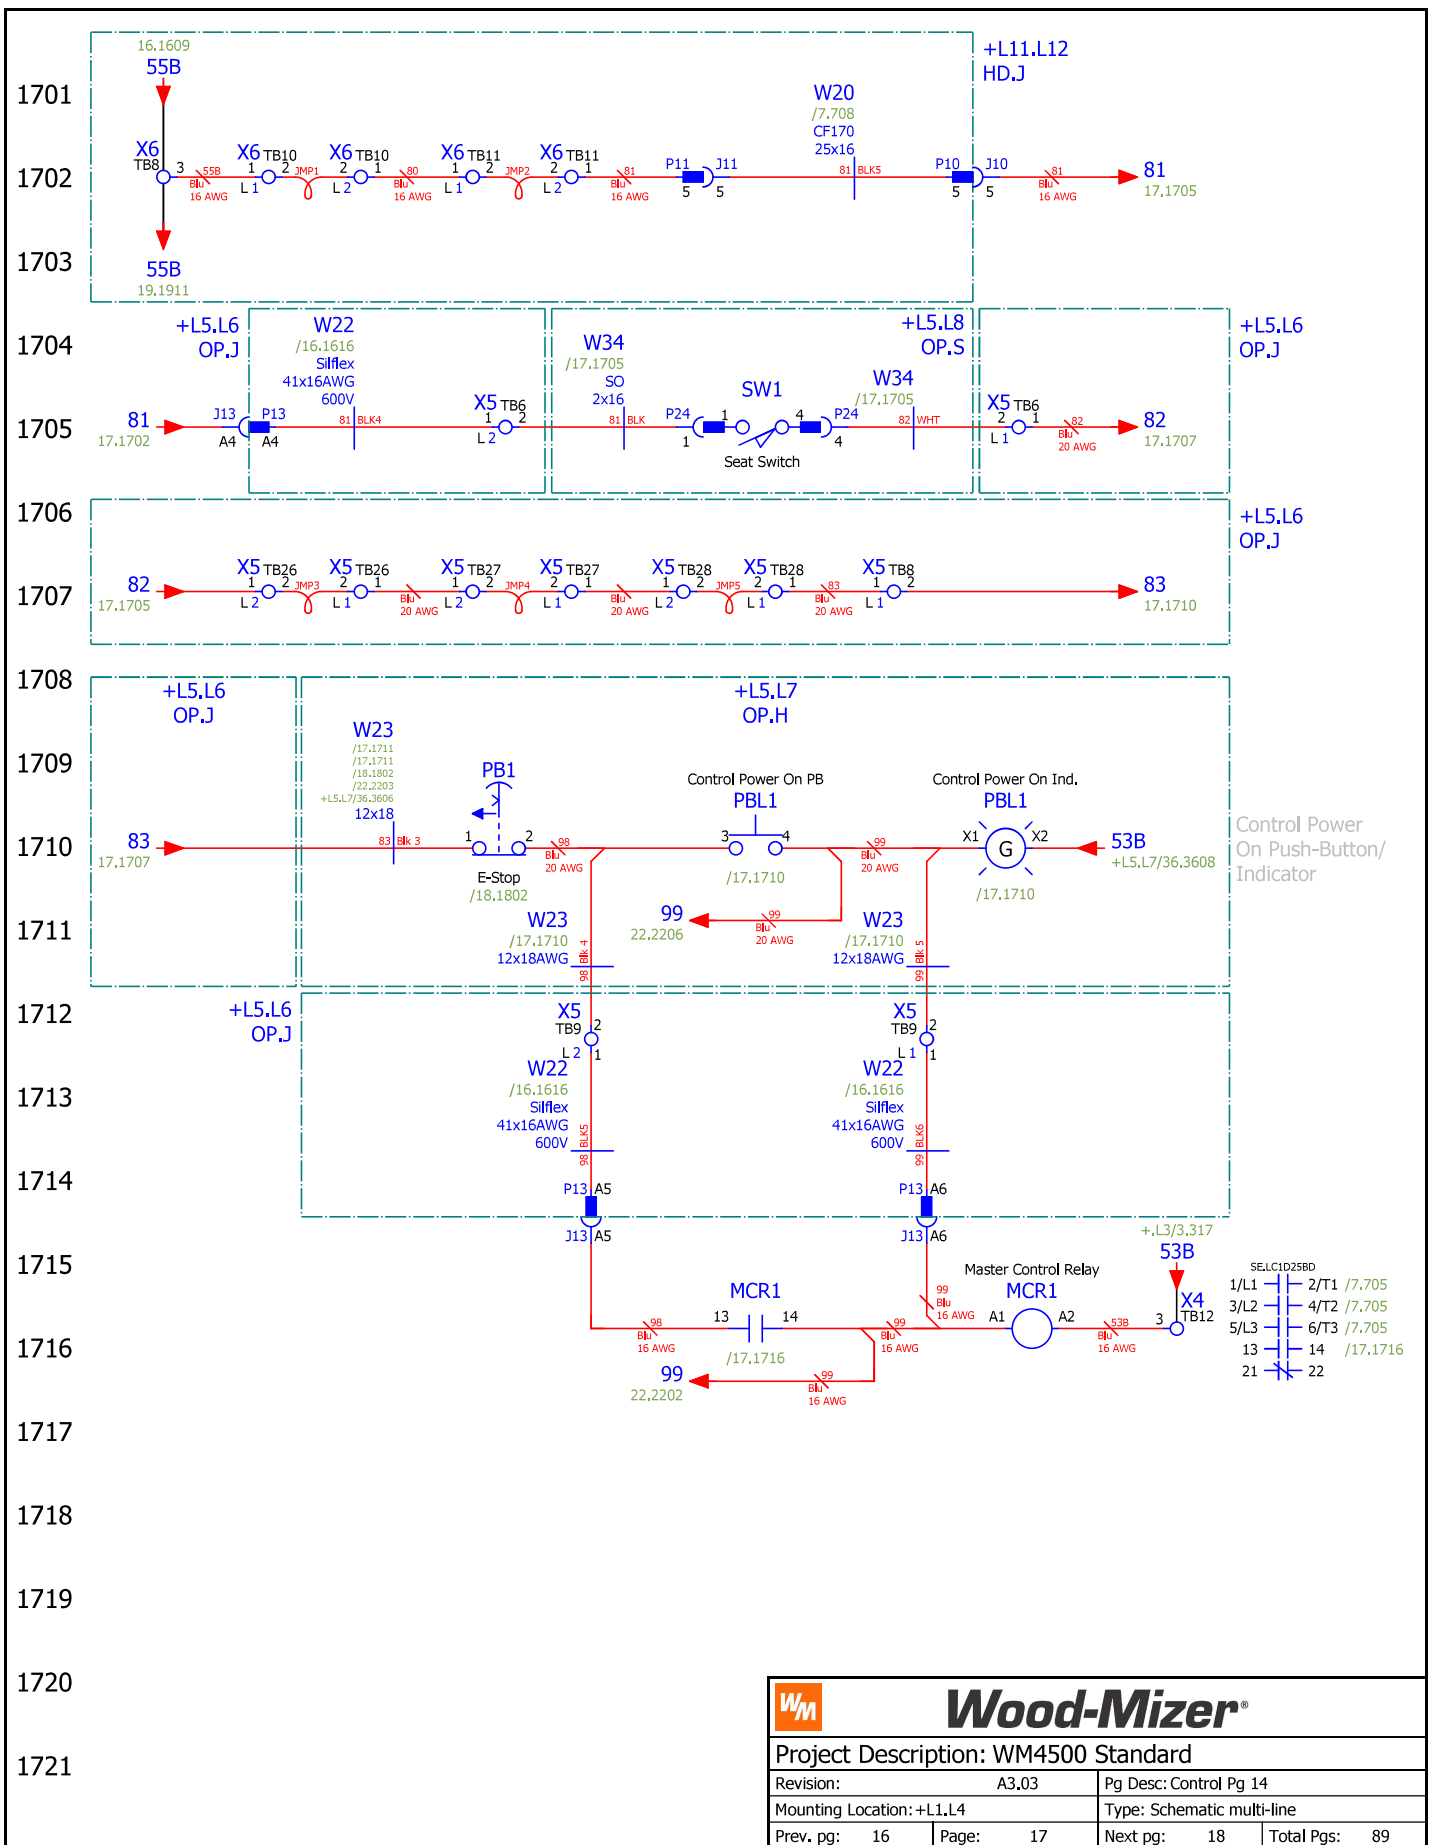 16.1609
55B
+L11.L12
HD.J
1701
W20
/7.708
CF170
25x16
X6
TB8
3
X6 TB10
1 2
L 1
X6 TB10
2 1
L 2
X6 TB11
1 2
L 1
X6 TB11
2 1
L 2
P11 J11
5 5
P10 J10
5 5
1702
55B
Blu
16 AWG
JMP1
80
Blu
16 AWG
JMP2
81
Blu
16 AWG
81 BLK5
81
Blu
16 AWG
81
17.1705
1703
55B
19.1911
1704
+L5.L6
OP.J
W22
/16.1616
Silflex
41x16AWG
600V
W34
/17.1705
SO
2x16
+L5.L8
OP.S
SW1
W34
/17.1705
+L5.L6
OP.J
1705
81
17.1702
J13 P13
A4 A4
81 BLK4
X5 TB6
1 2
L 2
81 BLK
P24
1
1
4
P24
4
Seat Switch
82 WHT
X5 TB6
2 1
L 1
82
Blu
20 AWG
82
17.1707
1706
+L5.L6
OP.J
1707
82
17.1705
X5 TB26
1 2
L 2
JMP3
X5 TB26
2 1
L 1
Blu
20 AWG
X5 TB27
1 2
L 2
JMP4
X5 TB27
2 1
L 1
Blu
20 AWG
X5 TB28
1 2
L 2
JMP5
X5 TB28
2 1
L 1
83
Blu
20 AWG
X5 TB8
1 2
L 1
83
17.1710
1708
+L5.L6
OP.J
+L5.L7
OP.H
1709
W23
/17.1711
/17.1711
/18.1802
/22.2203
+L5.L7/36.3606
12x18
PB1
Control Power On PB
PBL1
Control Power On Ind.
PBL1
1710
83
17.1707
83 Blk 3
1 2
E-Stop
/18.1802
98
Blu
20 AWG
3 4
/17.1710
99
Blu
20 AWG
X1 X2
G
/17.1710
53B
+L5.L7/36.3608
Control Power
On Push-Button/
Indicator
1711
99
22.2206
99
Blu
20 AWG
W23
/17.1710
12x18AWG
98 Blk 4
W23
/17.1710
12x18AWG
99 Blk 5
1712
+L5.L6
OP.J
X5
TB9
2
L 2
1
X5
TB9
2
L 1
1
1713
W22
/16.1616
Silflex
41x16AWG
600V
98 BLK5
W22
/16.1616
Silflex
41x16AWG
600V
99 BLK6
1714
P13 A5
J13 A5
P13 A6
J13 A6
1715
+.L3/3.317
53B
MCR1
Master Control Relay
MCR1
99
Blu
16 AWG
X4
TB12
3
1716
98
Blu
16 AWG
13 14
/17.1716
99
Blu
16 AWG
A1 A2
53B
Blu
16 AWG
99
22.2202
99
Blu
16 AWG
SE.LC1D25BD
1/L1 2/T1 /7.705
3/L2 4/T2 /7.705
5/L3 6/T3 /7.705
13 14 /17.1716
21 22
1717
1718
1719
1720
1721
WM
Wood-Mizer®
Project Description: WM4500 Standard
Revision: A3.03 Pg Desc: Control Pg 14
Mounting Location: +L1.L4 Type: Schematic multi-line
Prev. pg: 16 Page: 17 Next pg: 18 Total Pgs: 89